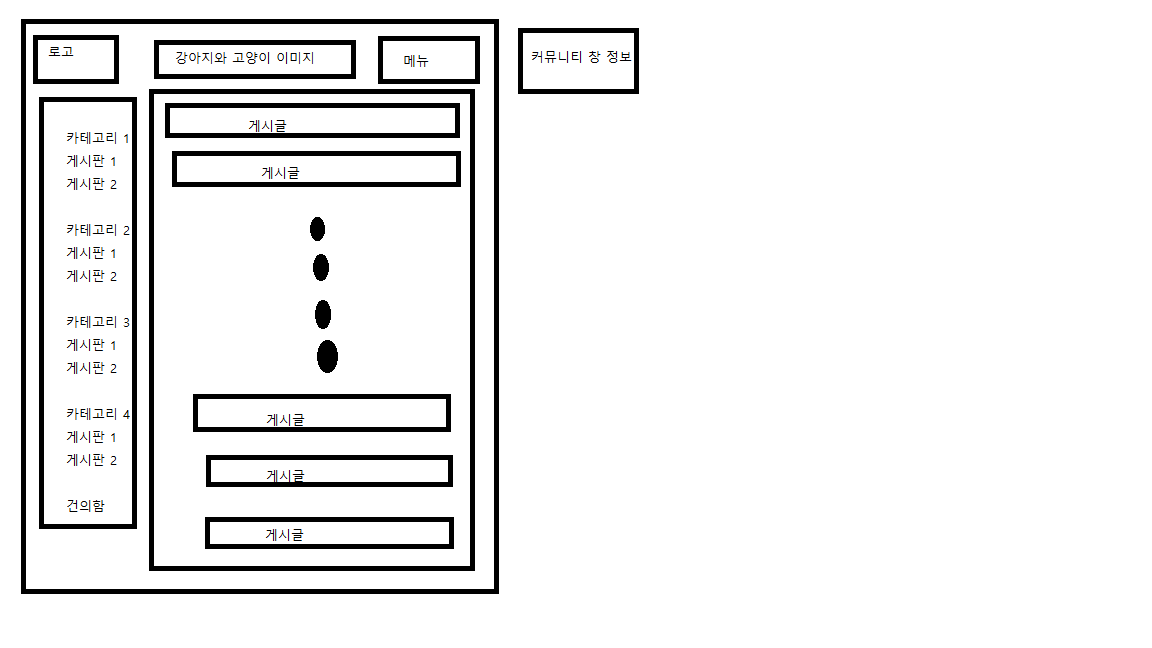 로고
강아지와 고양이 이미지
메뉴
커뮤니티 창 정보
카테고리 1
게시판 1
게시판 2
카테고리 2
게시판 1
게시판 2
카테고리 3
게시판 1
게시판 2
카테고리 4
게시판 1
게시판 2
건의함
게시글
게시글
게시글
게시글
게시글